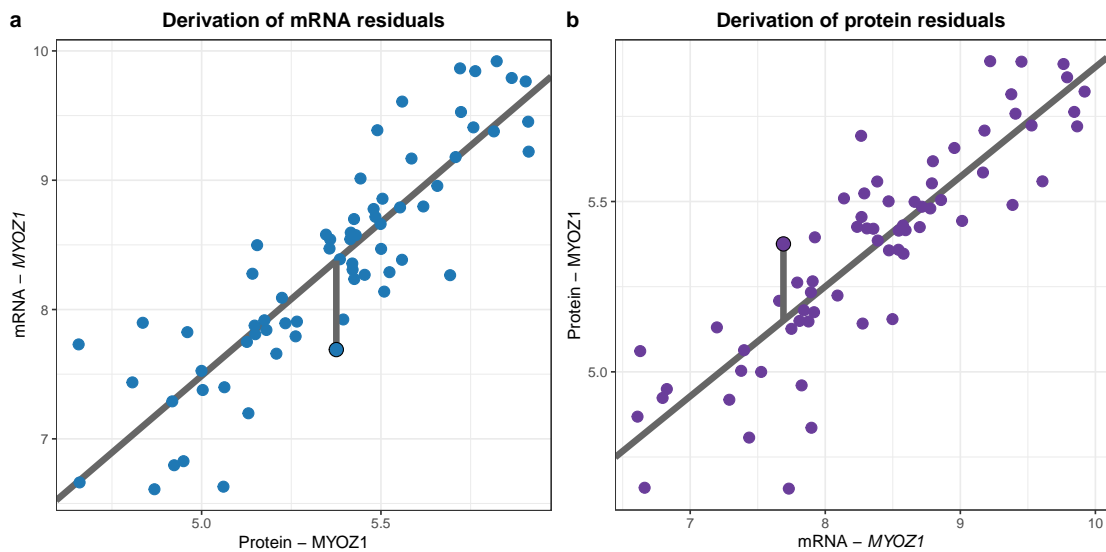 a
Derivation of mRNA residuals
10
9
8
7
mRNA – MYOZ1
5.0
5.5
Protein – MYOZ1
b
Derivation of protein residuals
5.5
5.0
Protein – MYOZ1
7
8
9
10
mRNA – MYOZ1